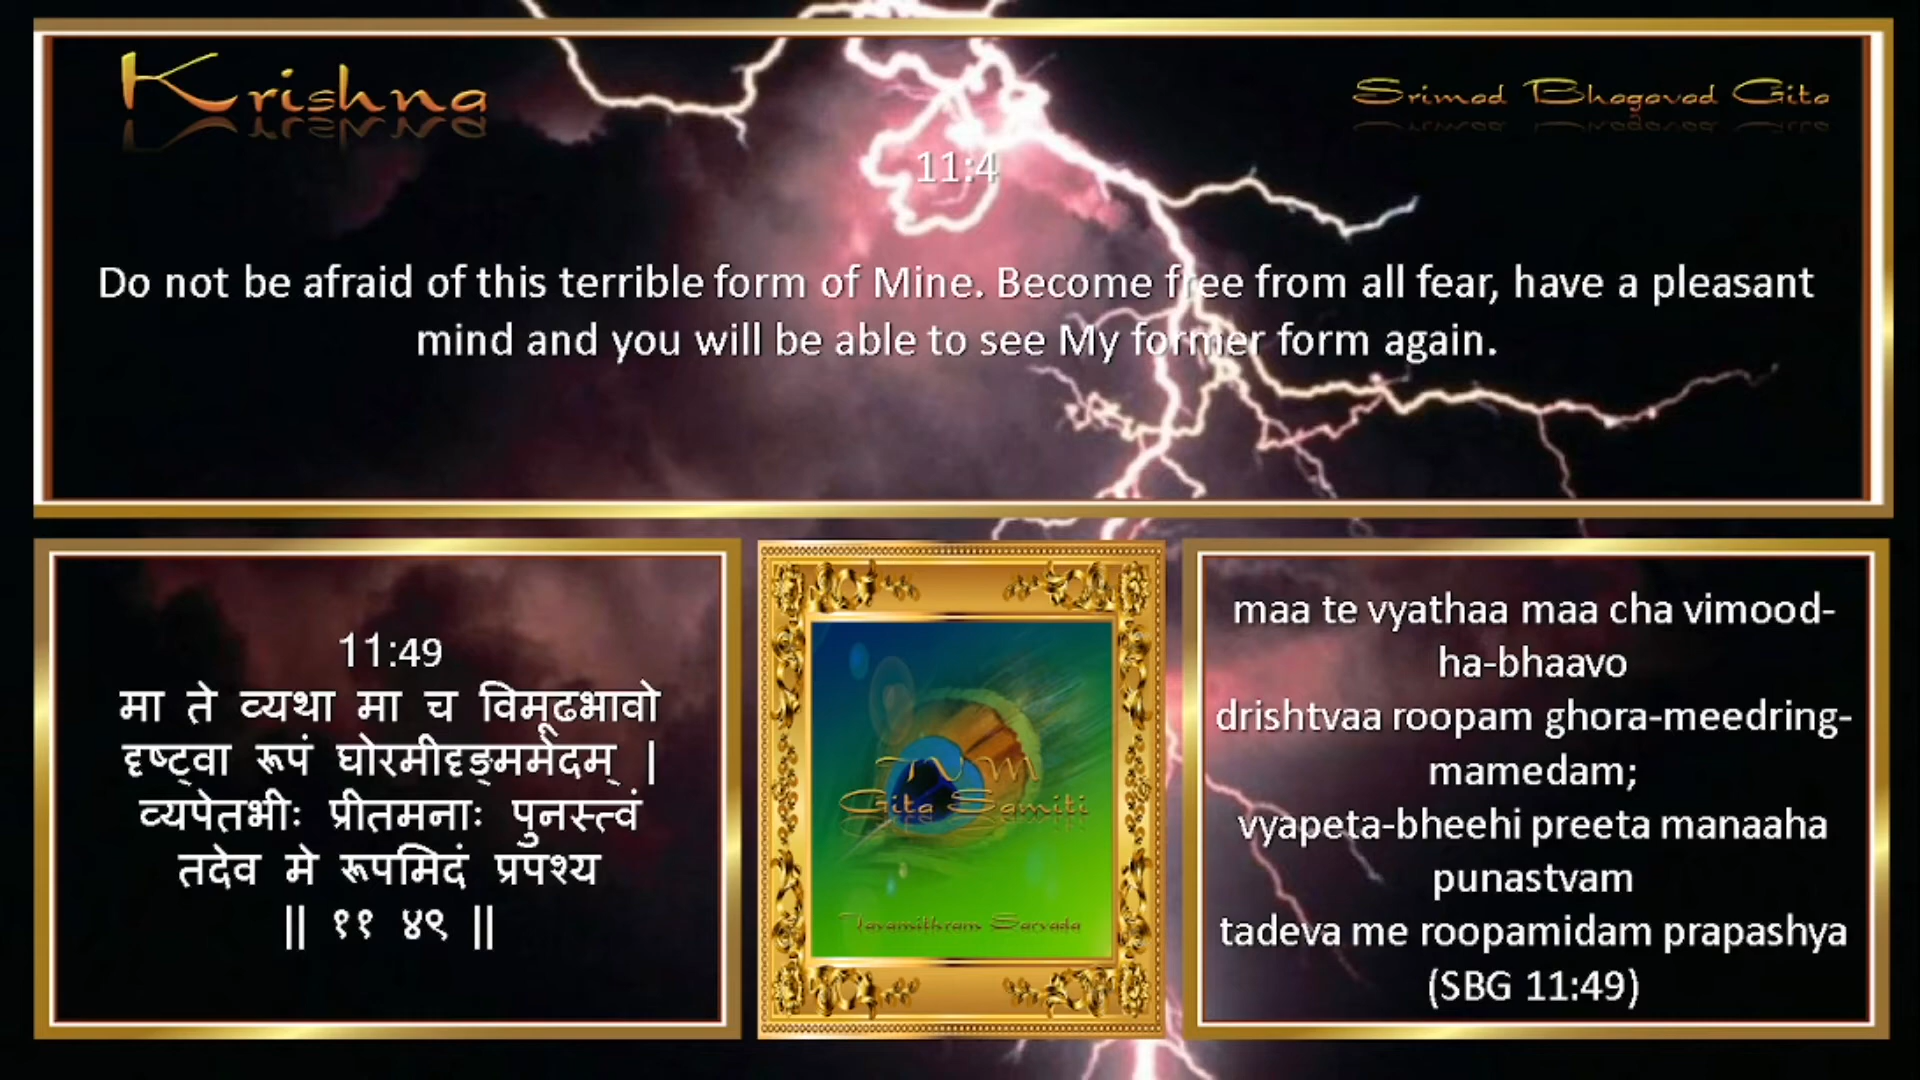 Krishna
Srimad Bhagavad Gita
11:4
Do not be afraid of this terrible form of Mine. Become free from all fear, have a pleasant
mind and you will be able to see My former form again.
11:49
मा ते व्यथा मा च विमूढभावो
दृष्ट्वा रूपं घोरमीदृङ्ममेदम् |
व्यपेतभीः प्रीतमनाः पुनस्त्वं
तदेव मे रूपमिदं प्रपश्य
|| ११ ४९ ||
TVM
Gita Samiti
Tavamithram Sarvada
maa te vyathaa maa cha vimood-
ha-bhaavo
drishtvaa roopam ghora-meedring-
mamedam;
vyapeta-bheehi preeta manaaha
punastvam
tadeva me roopamidam prapashya
(SBG 11:49)